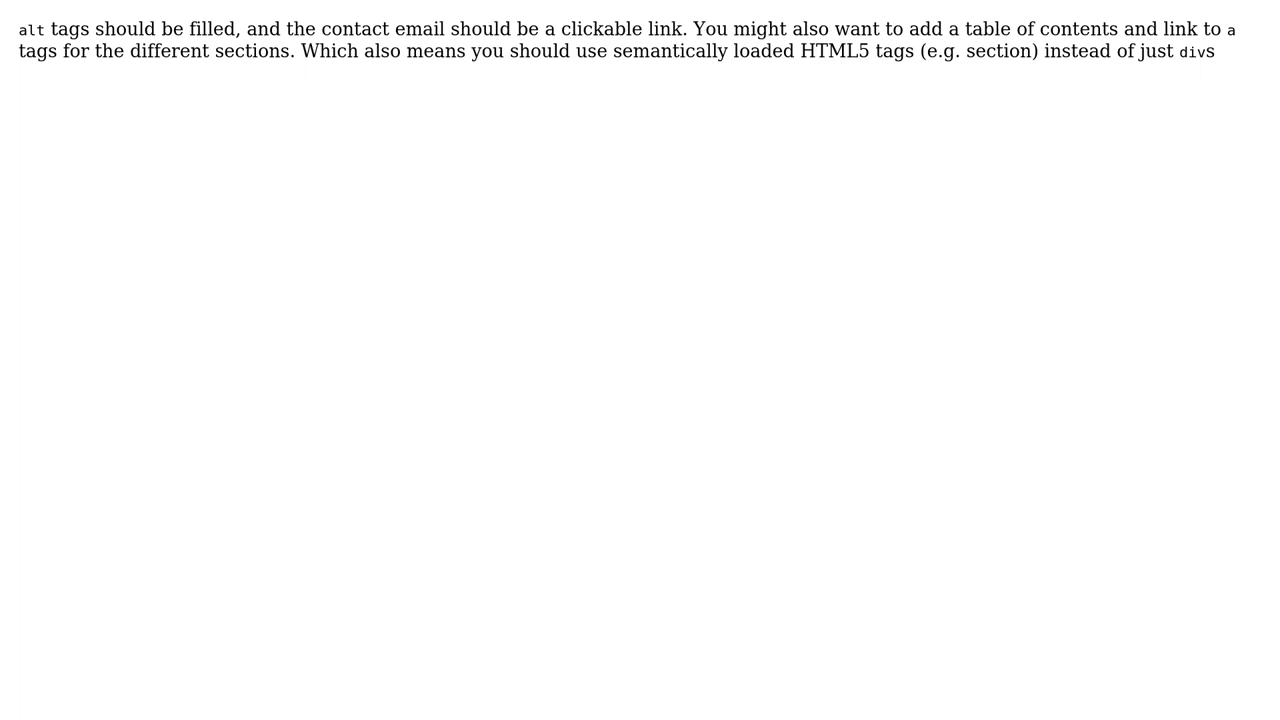 alt tags should be filled, and the contact email should be a clickable link. You might also want to add a table of contents and link to a
tags for the different sections. Which also means you should use semantically loaded HTML5 tags (e.g. section) instead of just divs